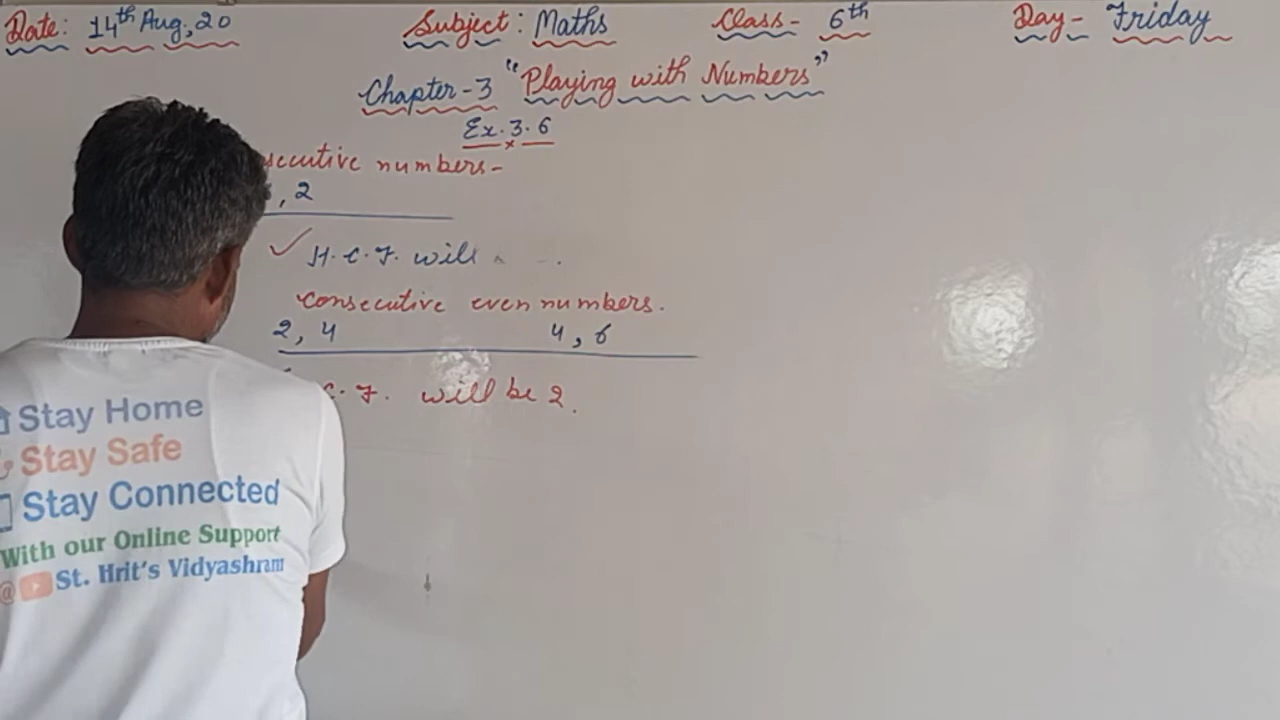 Date: 14th Aug, 20 Subject: Maths Class- 6th Day- Friday
Chapter-3 "Playing with Numbers"
Ex. 3.6
secutive numbers-
, 2
✓ H.C.F. will
Consecutive even numbers.
2, 4 4, 6
C.F. will be 2.
Stay Home
Stay Safe
Stay Connected
With our Online Support
@ St. Hrit's Vidyashram